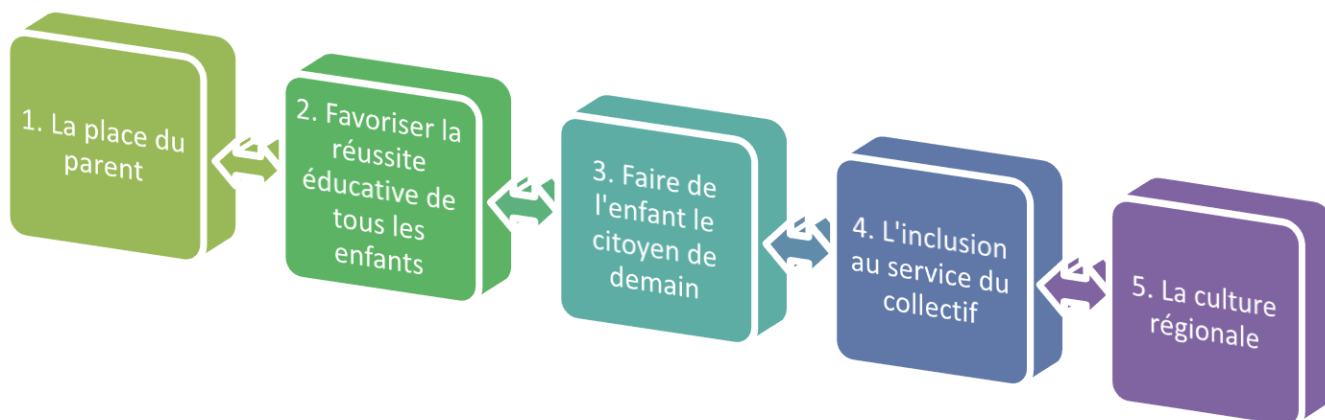 1. La place du
parent
2. Favoriser la
réussite
éducative de
tous les
enfants
3. Faire de
l'enfant le
citoyen de
demain
4. L'inclusion
au service du
collectif
5. La culture
régionale